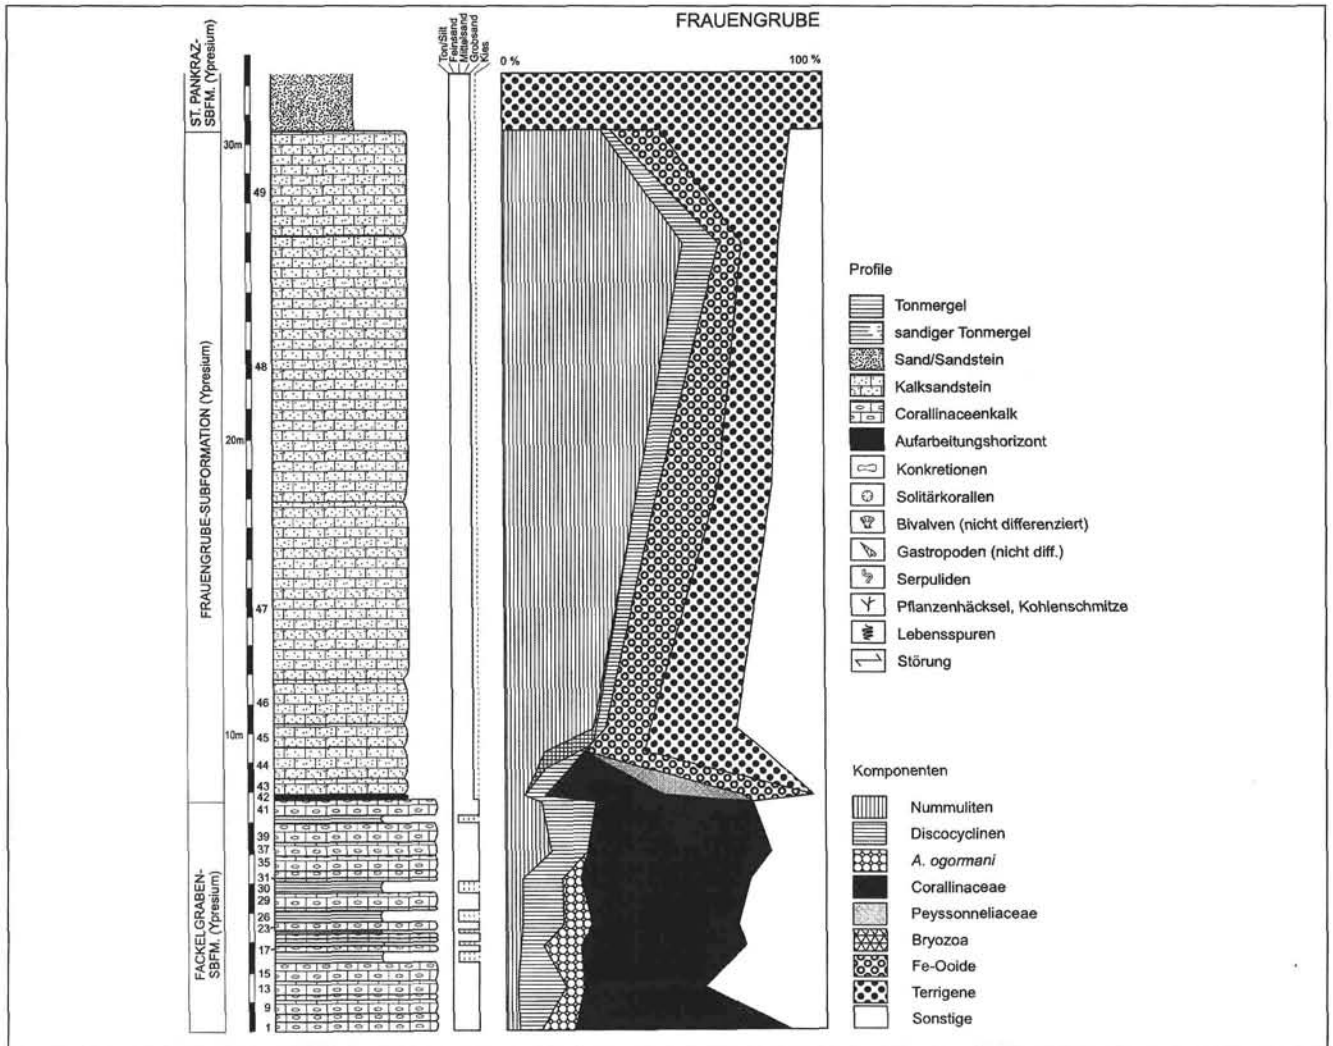 FRAUENGRUBE
Ton/Silt
Feinsand
Mittelsand
Grobsand
Kies
0 %
100 %
ST. PANKRAZ-
SBFM. (Ypresium)
FRAUENGRUBE-SUBFORMATION (Ypresium)
FACKELGRABEN-
SBFM. (Ypresium)
30m
49
48
20m
47
46
10m
45
44
43
42
41
39
37
35
31
30
29
26
23
17
15
13
9
1
Profile
Tonmergel
sandiger Tonmergel
Sand/Sandstein
Kalksandstein
Corallinaceenkalk
Aufarbeitungshorizont
Konkretionen
Solitärkorallen
Bivalven (nicht differenziert)
Gastropoden (nicht diff.)
Serpuliden
Pflanzenhäcksel, Kohlenschmitze
Lebensspuren
Störung
Komponenten
Nummuliten
Discocyclinen
A. ogormani
Corallinaceae
Peyssonneliaceae
Bryozoa
Fe-Ooide
Terrigene
Sonstige